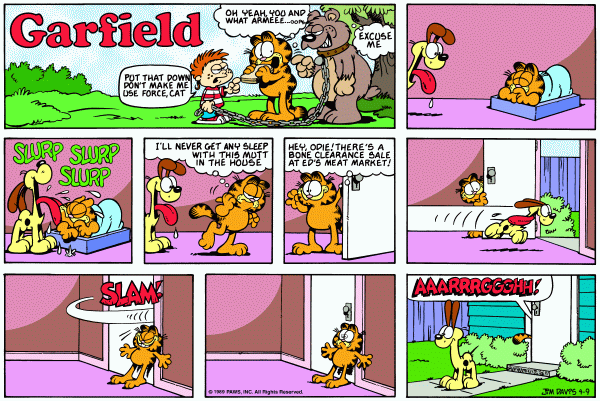 Garfield
OH YEAH, YOU AND
WHAT ARMEEE...OOPS
EXCUSE
ME
PUT THAT DOWN
DON'T MAKE ME
USE FORCE, CAT
SLURP SLURP
SLURP
I'LL NEVER GET ANY SLEEP
WITH THIS MUTT
IN THE HOUSE
HEY, ODIE! THERE'S A
BONE CLEARANCE SALE
AT ED'S MEAT MARKET!
SLAM!
© 1989 PAWS, INC. All Rights Reserved.
AAARRRGGGHH!
JIM DAVIS 4-9